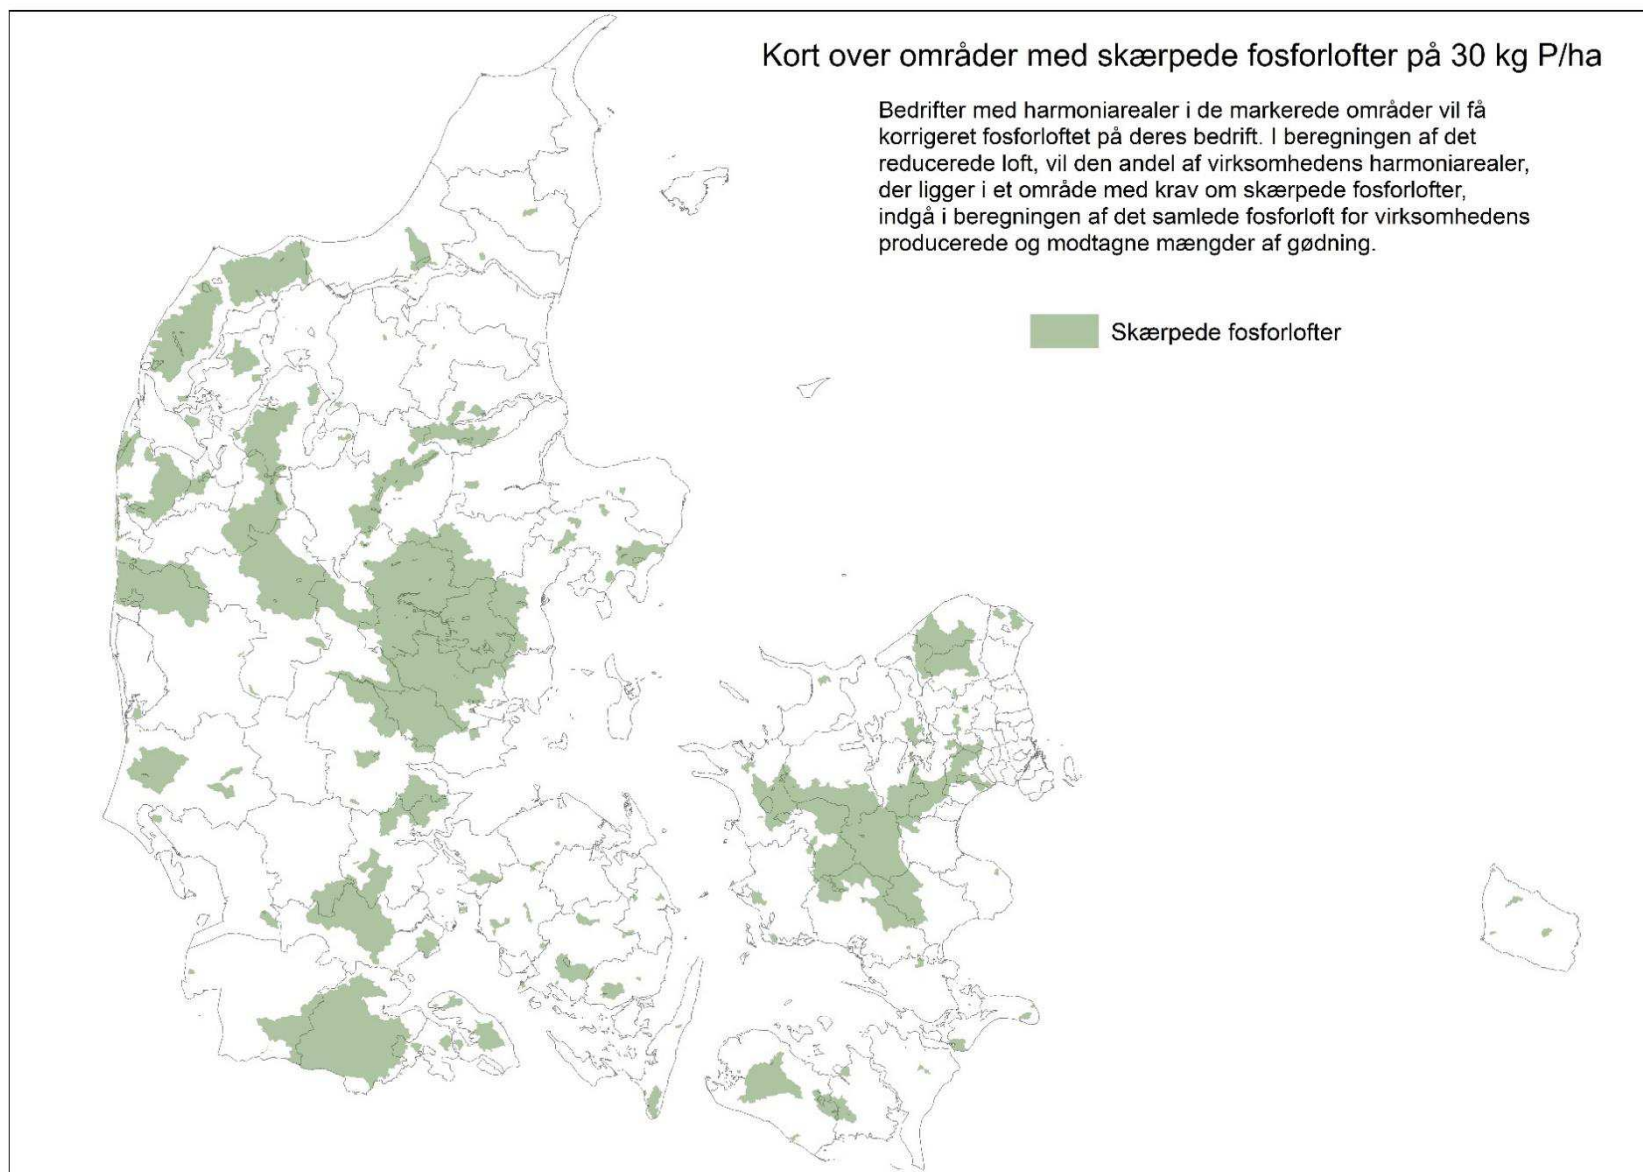 Kort over områder med skærpede fosforlofter på 30 kg P/ha
Bedrifter med harmoniarealer i de markerede områder vil få
korrigeret fosforloftet på deres bedrift. I beregningen af det
reducerede loft, vil den andel af virksomhedens harmoniarealer,
der ligger i et område med krav om skærpede fosforlofter,
indgå i beregningen af det samlede fosforloft for virksomhedens
producerede og modtagne mængder af gødning.
Skærpede fosforlofter